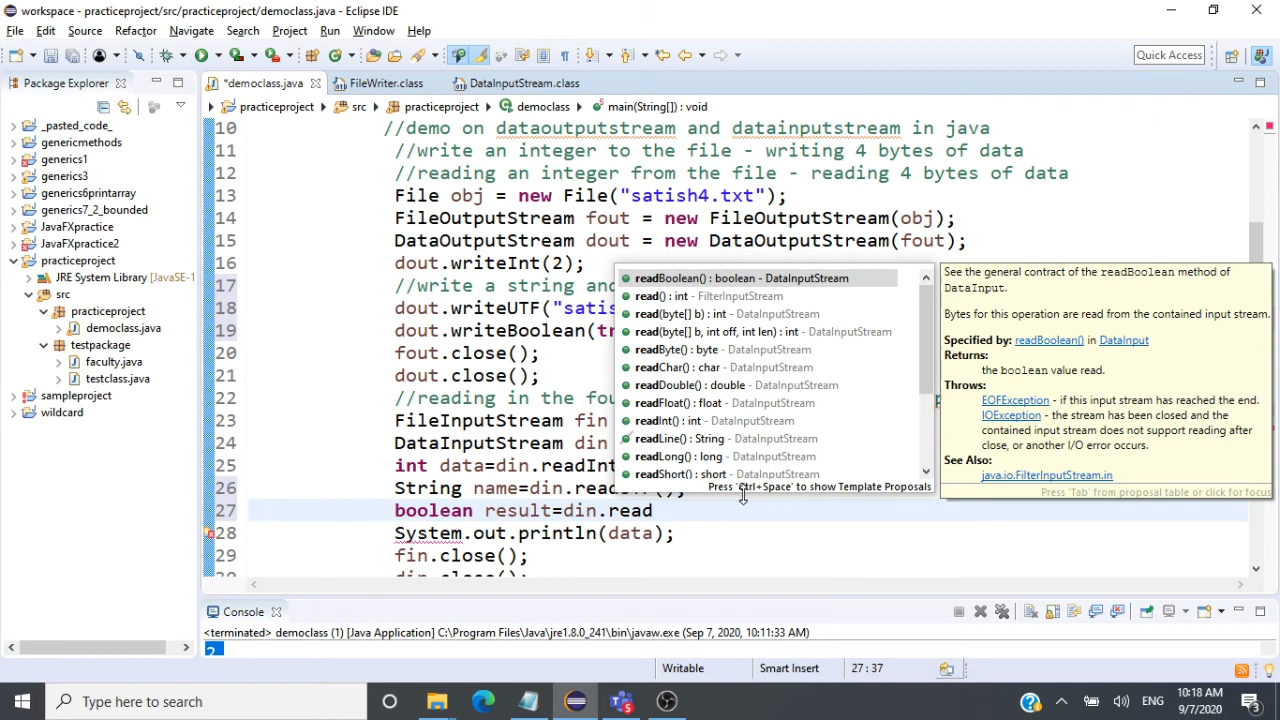 workspace - practiceproject/src/practiceproject/democlass.java - Eclipse IDE
File Edit Source Refactor Navigate Search Project Run Window Help
Quick Access
Package Explorer
*democlass.java FileWriter.class DataInputStream.class
practiceproject src practiceproject democlass main(String[]) : void
_pasted_code_
genericmethods
generics1
generics3
generics6printarray
generics7_2_bounded
JavaFXpractice
JavaFXpractice2
practiceproject
JRE System Library [JavaSE-1
src
practiceproject
democlass.java
testpackage
faculty.java
testclass.java
sampleproject
wildcard
10 //demo on dataoutputstream and datainputstream in java
11 //write an integer to the file - writing 4 bytes of data
12 //reading an integer from the file - reading 4 bytes of data
13 File obj = new File("satish4.txt");
14 FileOutputStream fout = new FileOutputStream(obj);
15 DataOutputStream dout = new DataOutputStream(fout);
16 dout.writeInt(2);
17 //write a string and
18 dout.writeUTF("satis
19 dout.writeBoolean(tr
20 fout.close();
21 dout.close();
22 //reading in the fou
23 FileInputStream fin
24 DataInputStream din
25 int data=din.readInt
26 String name=din.readUTF();
27 boolean result=din.read
28 System.out.println(data);
29 fin.close();
din.close();
readBoolean() : boolean - DataInputStream
read() : int - FilterInputStream
read(byte[] b) : int - DataInputStream
read(byte[] b, int off, int len) : int - DataInputStream
readByte() : byte - DataInputStream
readChar() : char - DataInputStream
readDouble() : double - DataInputStream
readFloat() : float - DataInputStream
readInt() : int - DataInputStream
readLine() : String - DataInputStream
readLong() : long - DataInputStream
readShort() : short - DataInputStream
Press 'Ctrl+Space' to show Template Proposals
See the general contract of the readBoolean method of
DataInput.
Bytes for this operation are read from the contained input stream.
Specified by: readBoolean() in DataInput
Returns:
the boolean value read.
Throws:
EOFException - if this input stream has reached the end.
IOException - the stream has been closed and the
contained input stream does not support reading after
close, or another I/O error occurs.
See Also:
java.io.FilterInputStream.in
Press 'Tab' from proposal table or click for focus
Console
<terminated> democlass (1) [Java Application] C:\Program Files\Java\jre1.8.0_241\bin\javaw.exe (Sep 7, 2020, 10:11:33 AM)
2
Writable Smart Insert 27 : 37
Type here to search
ENG
10:18 AM
9/7/2020
3